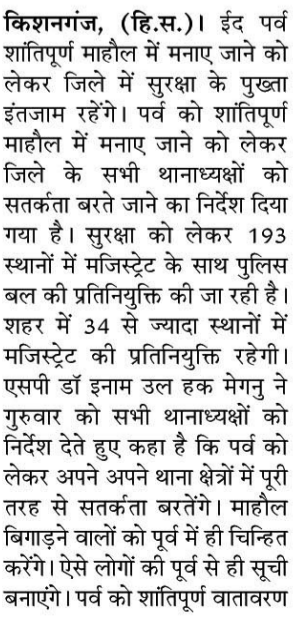 किशनगंज, (हि.स.)। ईद पर्व
शांतिपूर्ण माहौल में मनाए जाने को
लेकर जिले में सुरक्षा के पुख्ता
इंतजाम रहेंगे। पर्व को शांतिपूर्ण
माहौल में मनाए जाने को लेकर
जिले के सभी थानाध्यक्षों को
सतर्कता बरते जाने का निर्देश दिया
गया है। सुरक्षा को लेकर 193
स्थानों में मजिस्ट्रेट के साथ पुलिस
बल की प्रतिनियुक्ति की जा रही है।
शहर में 34 से ज्यादा स्थानों में
मजिस्ट्रेट की प्रतिनियुक्ति रहेगी।
एसपी डॉ इनाम उल हक मेगनु ने
गुरुवार को सभी थानाध्यक्षों को
निर्देश देते हुए कहा है कि पर्व को
लेकर अपने अपने थाना क्षेत्रों में पूरी
तरह से सतर्कता बरतेंगे। माहौल
बिगाड़ने वालों को पूर्व में ही चिन्हित
करेंगे। ऐसे लोगों की पूर्व से ही सूची
बनाएंगे। पर्व को शांतिपूर्ण वातावरण